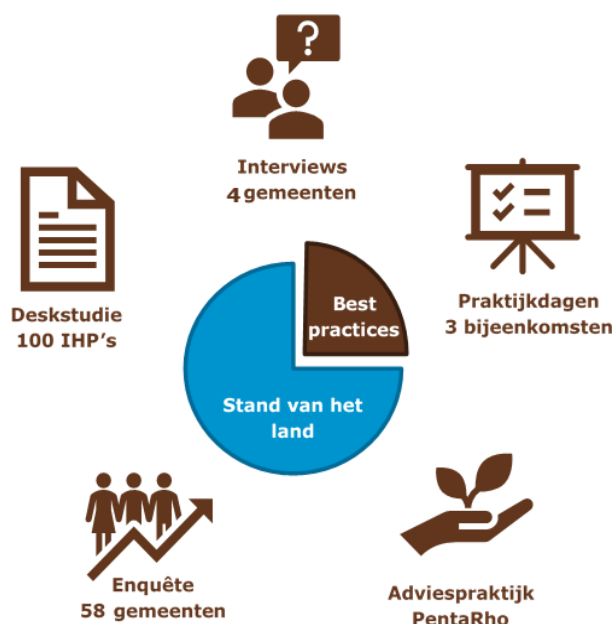 ?
Interviews
4 gemeenten
Deskstudie
100 IHP's
Praktijkdagen
3 bijeenkomsten
Best
practices
Stand van het
land
Enquête
58 gemeenten
Adviespraktijk
PentaRho